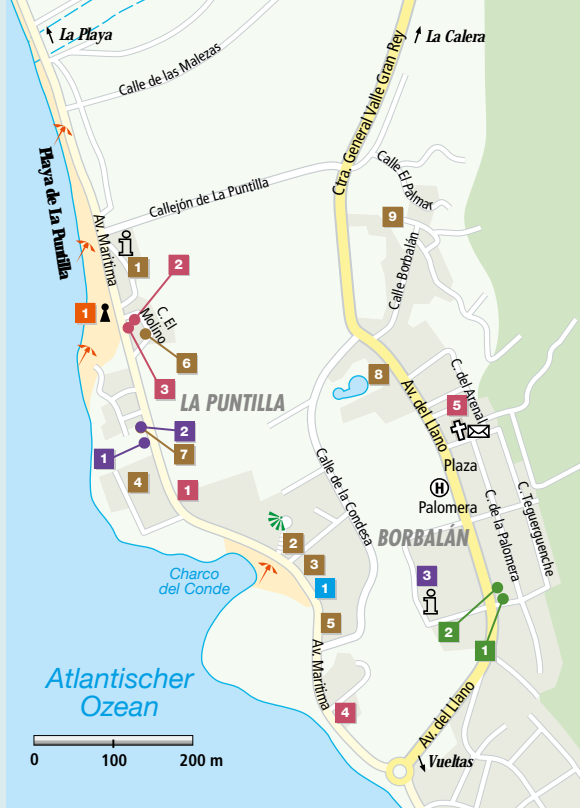 La Playa
La Calera
Calle de las Malezas
Ctra. General Valle Gran Rey
Playa de La Puntilla
Callejón de La Puntilla
Calle El Palmar
Av. Marítima
9
Calle Borbalán
1
2
1
C. El
Molino
6
3
8
LA PUNTILLA
Av. del Llano
C. del Arenal
5
2
1
7
Plaza
4
1
H
Palomera
Calle de la Condesa
C. de la Palomera
C. Teguerguenche
2
BORBALÁN
3
Charco
del Conde
1
3
5
2
1
Av. Marítima
Atlantischer
Ozean
4
Av. del Llano
Vueltas
0 100 200 m